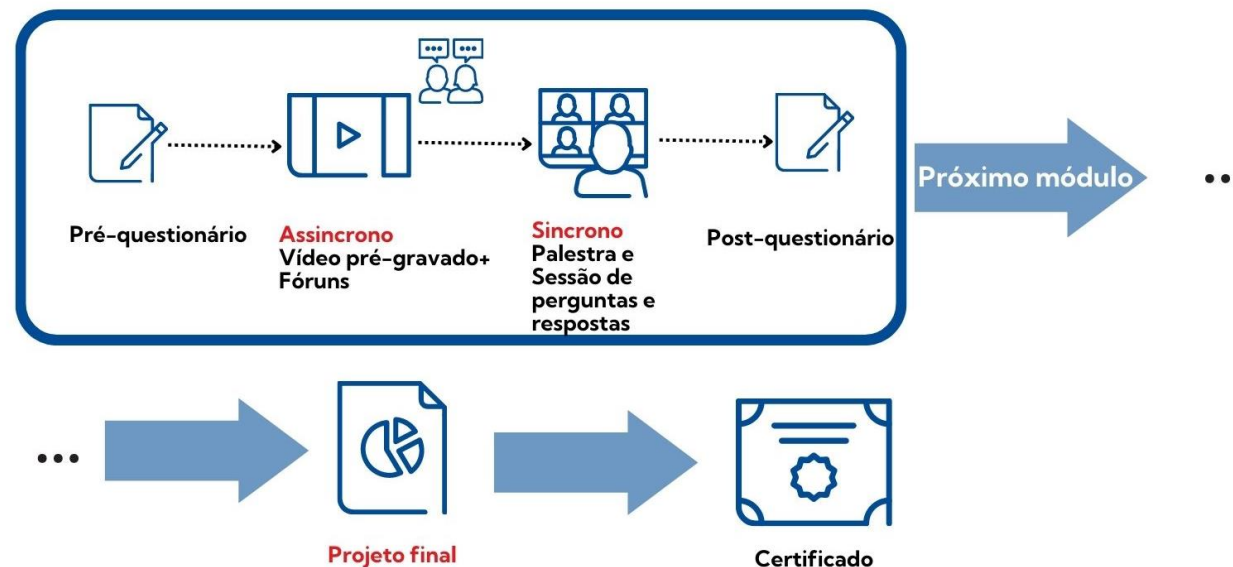 Pré-questionário
Assincrono
Vídeo pré-gravado+
Fóruns
Sincrono
Palestra e
Sessão de
perguntas e
respostas
Post-questionário
Próximo módulo
..
...
Projeto final
Certificado